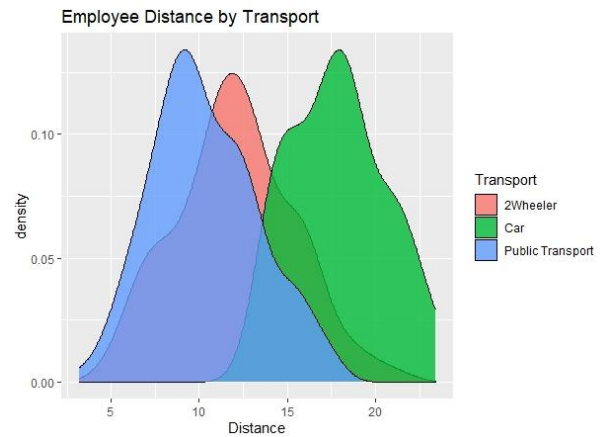 Employee Distance by Transport
density
0.10
0.05
0.00
5 10 15 20
Distance
Transport
2Wheeler
Car
Public Transport